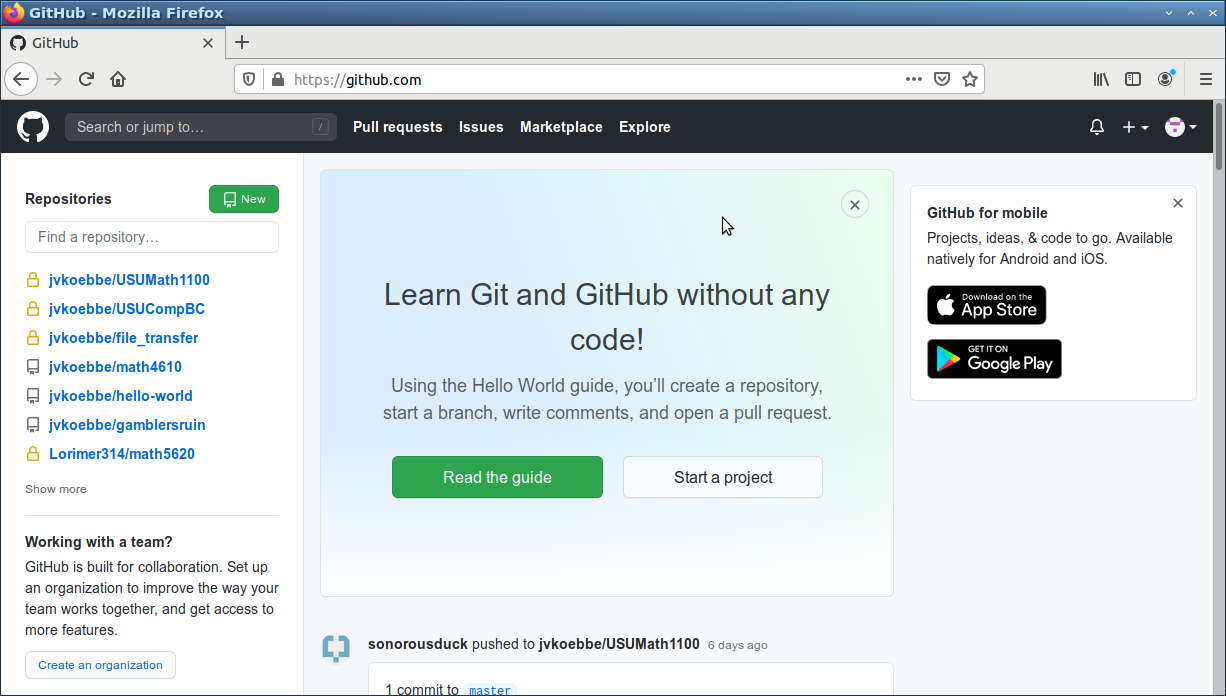 GitHub - Mozilla Firefox
GitHub
https://github.com
Search or jump to…
/
Pull requests
Issues
Marketplace
Explore
Repositories
New
Find a repository…
jvkoebbe/USUMath1100
jvkoebbe/USUCompBC
jvkoebbe/file_transfer
jvkoebbe/math4610
jvkoebbe/hello-world
jvkoebbe/gamblersruin
Lorimer314/math5620
Show more
Working with a team?
GitHub is built for collaboration. Set up
an organization to improve the way your
team works together, and get access to
more features.
Create an organization
Learn Git and GitHub without any
code!
Using the Hello World guide, you’ll create a repository,
start a branch, write comments, and open a pull request.
Read the guide
Start a project
sonorousduck pushed to jvkoebbe/USUMath1100 6 days ago
1 commit to master
GitHub for mobile
Projects, ideas, & code to go. Available
natively for Android and iOS.
Download on the
App Store
GET IT ON
Google Play